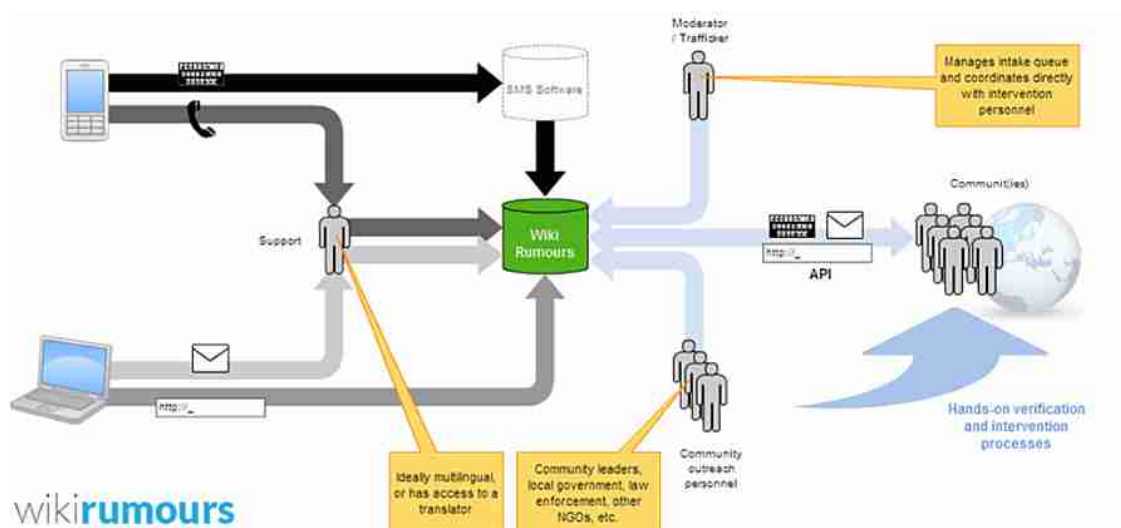 Moderator
/ Trafficker
Manages intake queue
and coordinates directly
with intervention
personnel
SMS Software
Communit(ies)
Support
Wiki
Rumours
http://_
API
http://_
Hands-on verification
and intervention
processes
Community
outreach
personnel
Ideally multilingual,
or has access to a
translator
Community leaders,
local government, law
enforcement, other
NGOs, etc.
wikirumours